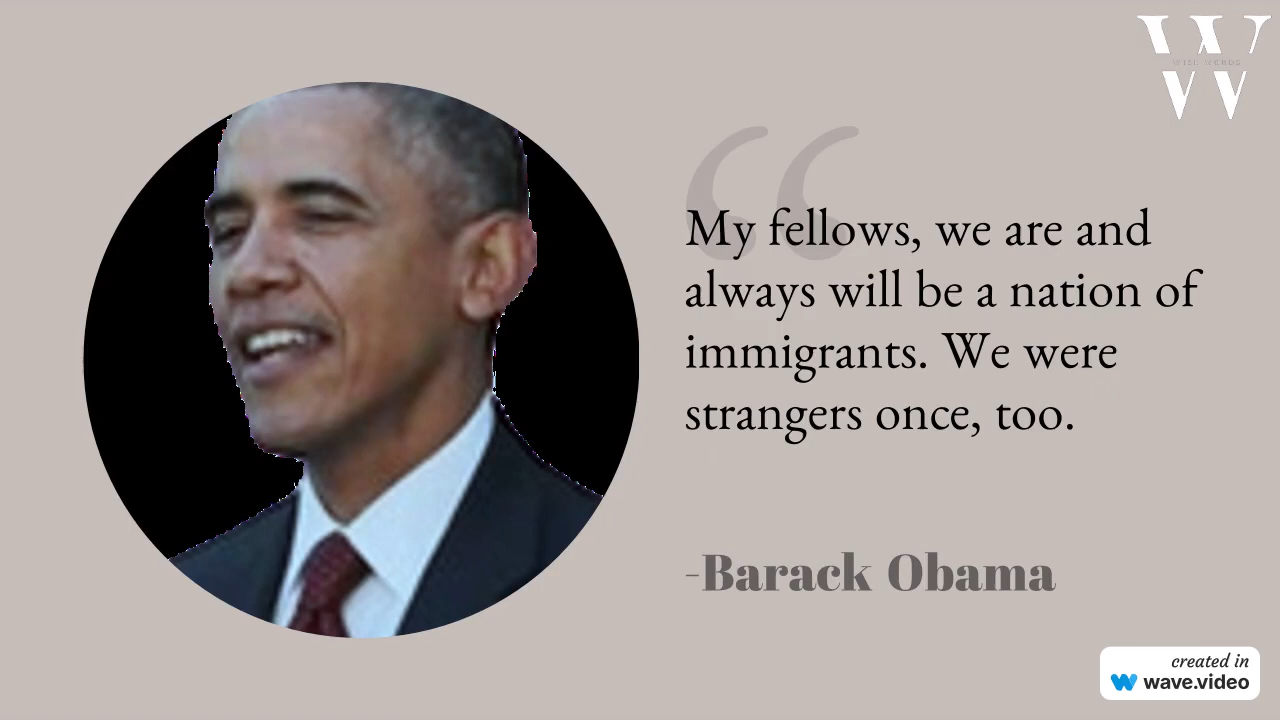 W
My fellows, we are and
always will be a nation of
immigrants. We were
strangers once, too.
-Barack Obama
created in
wave.video